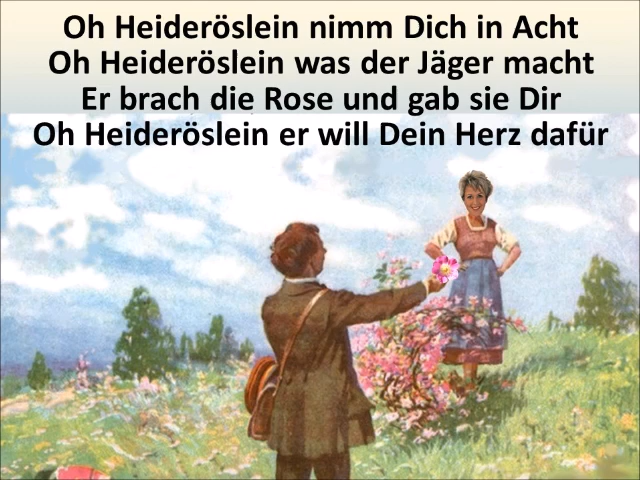 Oh Heideröslein nimm Dich in Acht
Oh Heideröslein was der Jäger macht
Er brach die Rose und gab sie Dir
Oh Heideröslein er will Dein Herz dafür